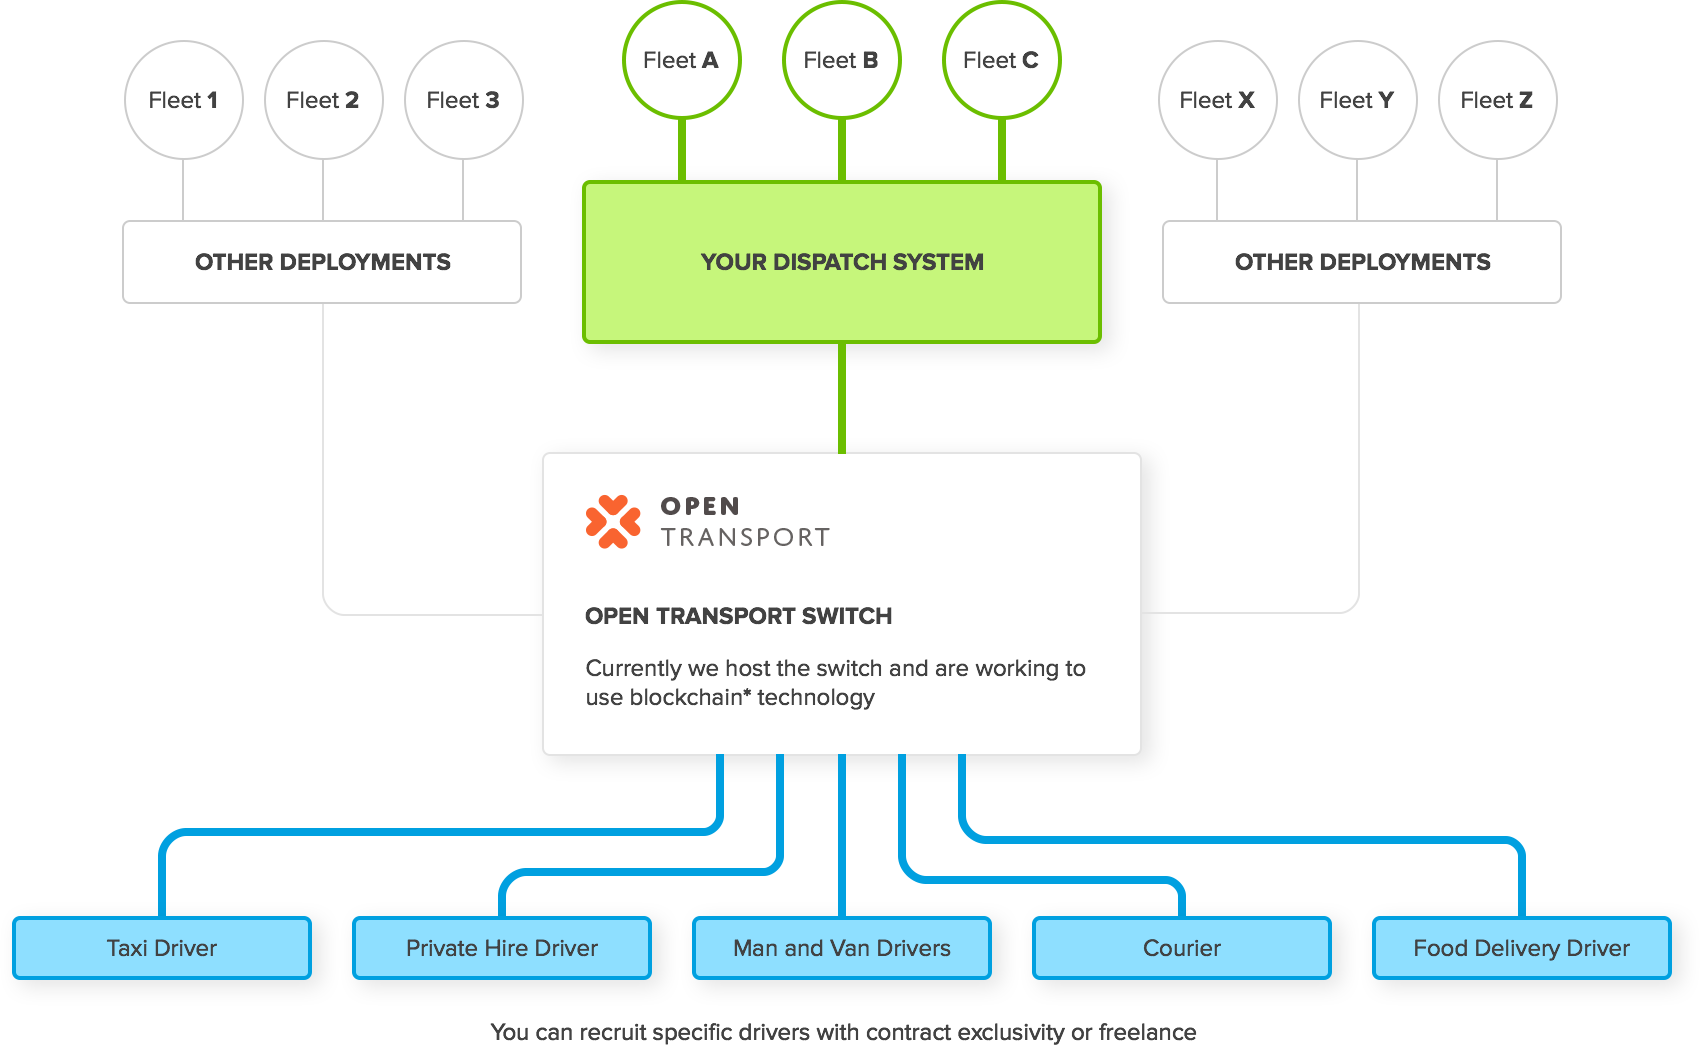 Fleet A
Fleet B
Fleet C
Fleet 1
Fleet 2
Fleet 3
Fleet X
Fleet Y
Fleet Z
OTHER DEPLOYMENTS
YOUR DISPATCH SYSTEM
OTHER DEPLOYMENTS
OPEN
TRANSPORT
OPEN TRANSPORT SWITCH
Currently we host the switch and are working to
use blockchain* technology
Taxi Driver
Private Hire Driver
Man and Van Drivers
Courier
Food Delivery Driver
You can recruit specific drivers with contract exclusivity or freelance